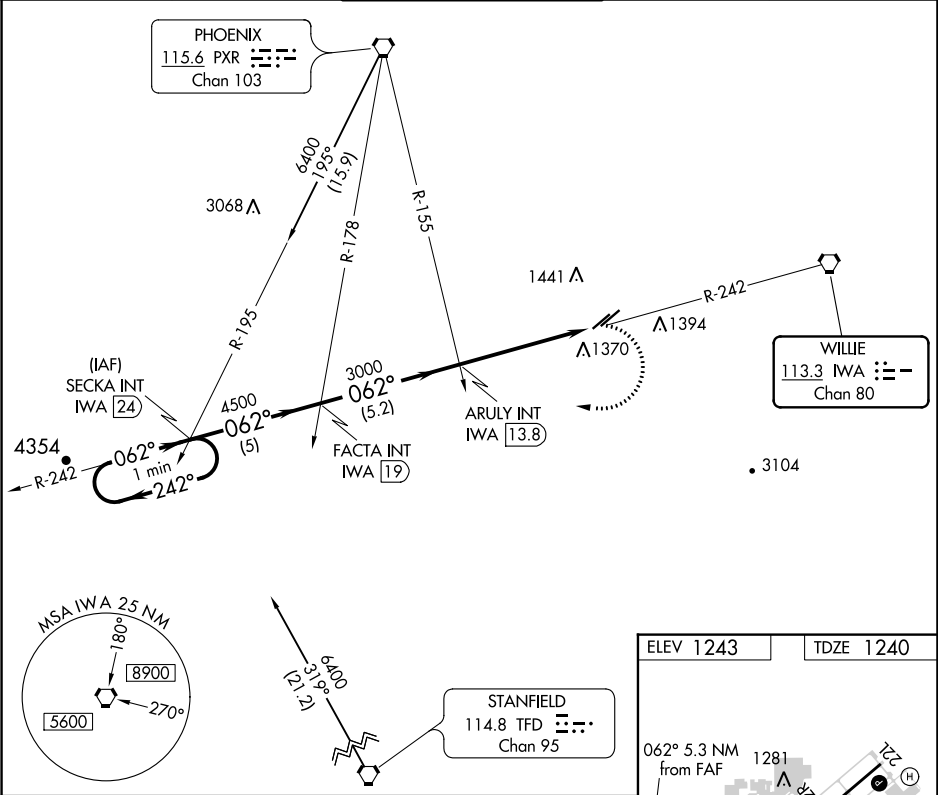 PHOENIX
115.6 PXR
Chan 103
6400
195°
(15.9)
3068
R-178
R-155
1441
R-242
1394
1370
WILLIE
113.3 IWA
Chan 80
R-195
(IAF)
SECKA INT
IWA 24
3000
062°
(5.2)
4500
062°
(5)
ARULY INT
IWA 13.8
FACTA INT
IWA 19
4354
R-242
062°
1 min
242°
3104
MSA IWA 25 NM
180°
8900
270°
5600
6400
319°
(21.2)
STANFIELD
114.8 TFD
Chan 95
ELEV 1243
TDZE 1240
062° 5.3 NM
from FAF
1281
22L
P
H